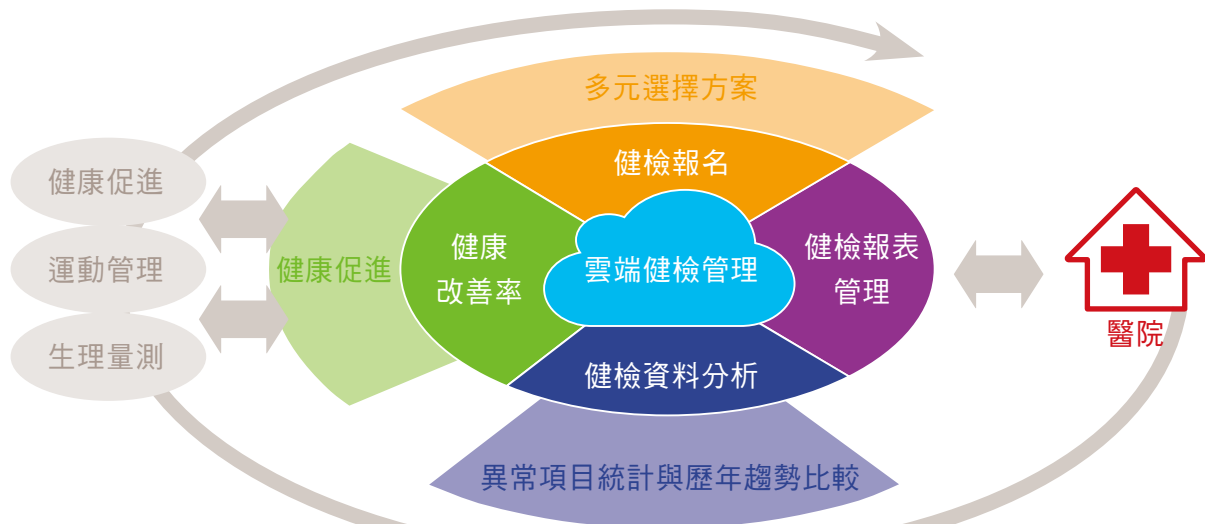 多元選擇方案
健檢報名
健康促進
運動管理
生理量測
健康促進
健康
改善率
雲端健檢管理
健檢報表
管理
醫院
健檢資料分析
異常項目統計與歷年趨勢比較